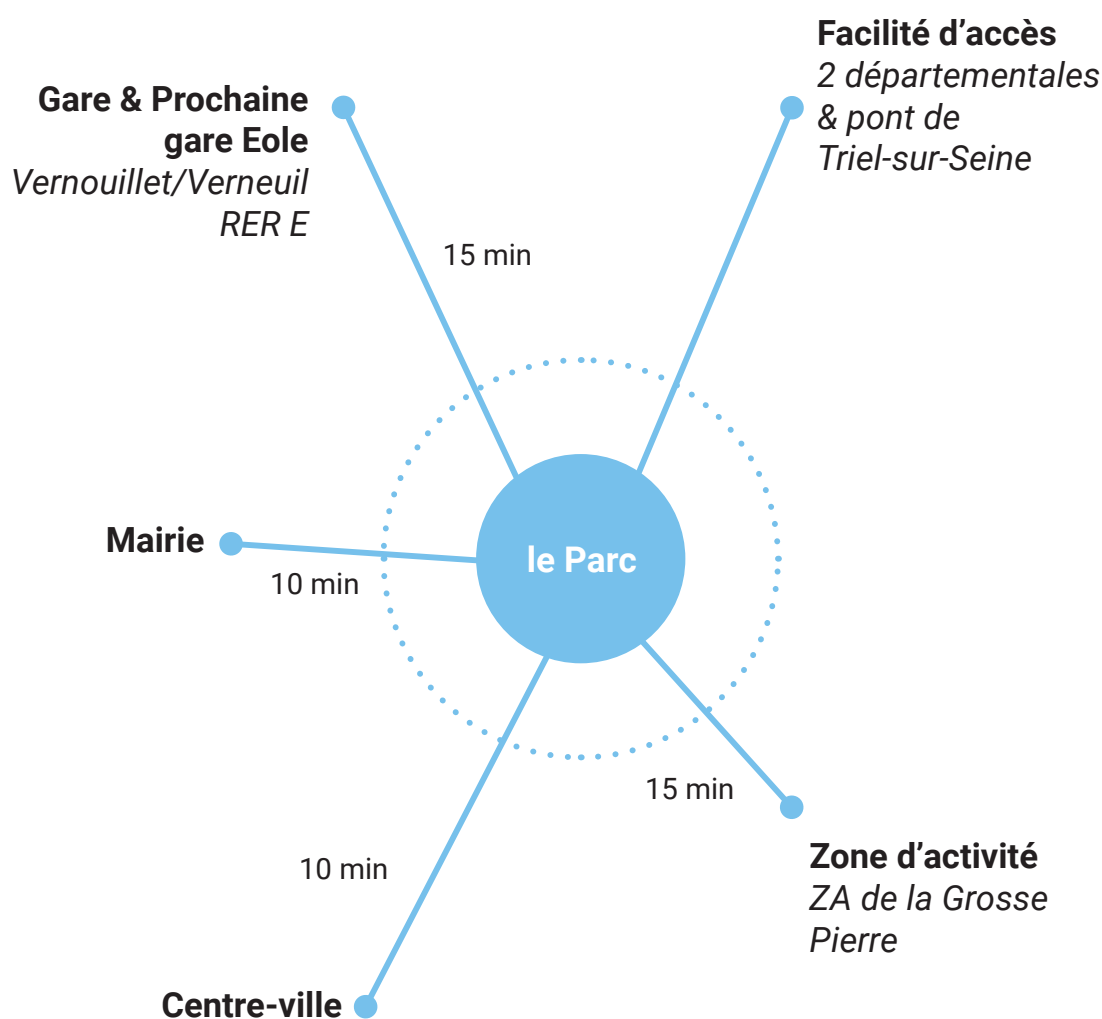 Facilité d’accès
2 départementales
& pont de
Triel-sur-Seine
Gare & Prochaine
gare Eole
Vernouillet/Verneuil
RER E
15 min
Mairie
10 min
le Parc
15 min
Zone d’activité
ZA de la Grosse
Pierre
10 min
Centre-ville